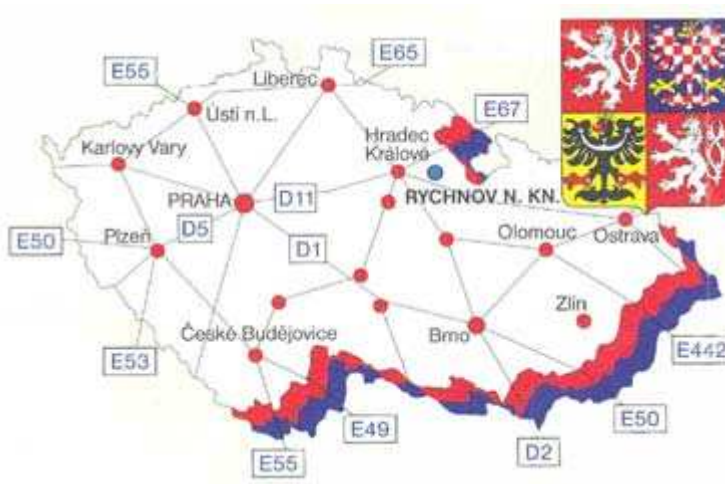 E55
E65
Liberec
Ústí n.L.
E67
Karlovy Vary
Hradec
Králové
PRAHA
D11
RYCHNOV N. KN.
D5
E50
Plzeň
Olomouc
Ostrava
D1
Zlín
České Budějovice
Brno
E53
E442
E50
E49
D2
E55